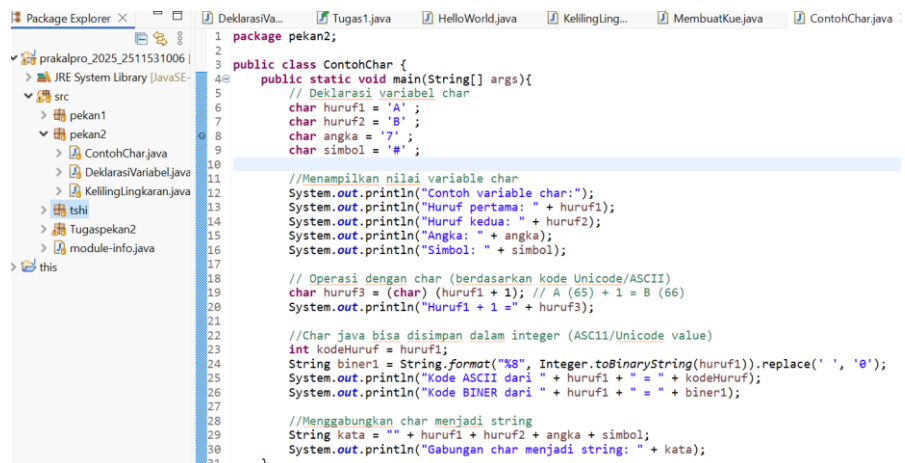 Package Explorer
DeklarasiVa...
Tugas1.java
HelloWorld.java
KelilingLing...
MembuatKue.java
ContohChar.java
prakalpro_2025_2511531006
JRE System Library [JavaSE-
src
pekan1
pekan2
ContohChar.java
DeklarasiVariabel.java
KelilingLingkaran.java
tshi
Tugaspekan2
module-info.java
this
1 package pekan2;
2
3 public class ContohChar {
4 public static void main(String[] args){
5 // Deklarasi variabel char
6 char huruf1 = 'A' ;
7 char huruf2 = 'B' ;
8 char angka = '7' ;
9 char simbol = '#' ;
10
11 //Menampilkan nilai variable char
12 System.out.println("Contoh variable char:");
13 System.out.println("Huruf pertama: " + huruf1);
14 System.out.println("Huruf kedua: " + huruf2);
15 System.out.println("Angka: " + angka);
16 System.out.println("Simbol: " + simbol);
17
18 // Operasi dengan char (berdasarkan kode Unicode/ASCII)
19 char huruf3 = (char) (huruf1 + 1); // A (65) + 1 = B (66)
20 System.out.println("Huruf1 + 1 =" + huruf3);
21
22 //Char java bisa disimpan dalam integer (ASC11/Unicode value)
23 int kodeHuruf = huruf1;
24 String biner1 = String.format("%8", Integer.toBinaryString(huruf1)).replace(' ', '0');
25 System.out.println("Kode ASCII dari " + huruf1 + " = " + kodeHuruf);
26 System.out.println("Kode BINER dari " + huruf1 + " = " + biner1);
27
28 //Menggabungkan char menjadi string
29 String kata = "" + huruf1 + huruf2 + angka + simbol;
30 System.out.println("Gabungan char menjadi string: " + kata);
31 }